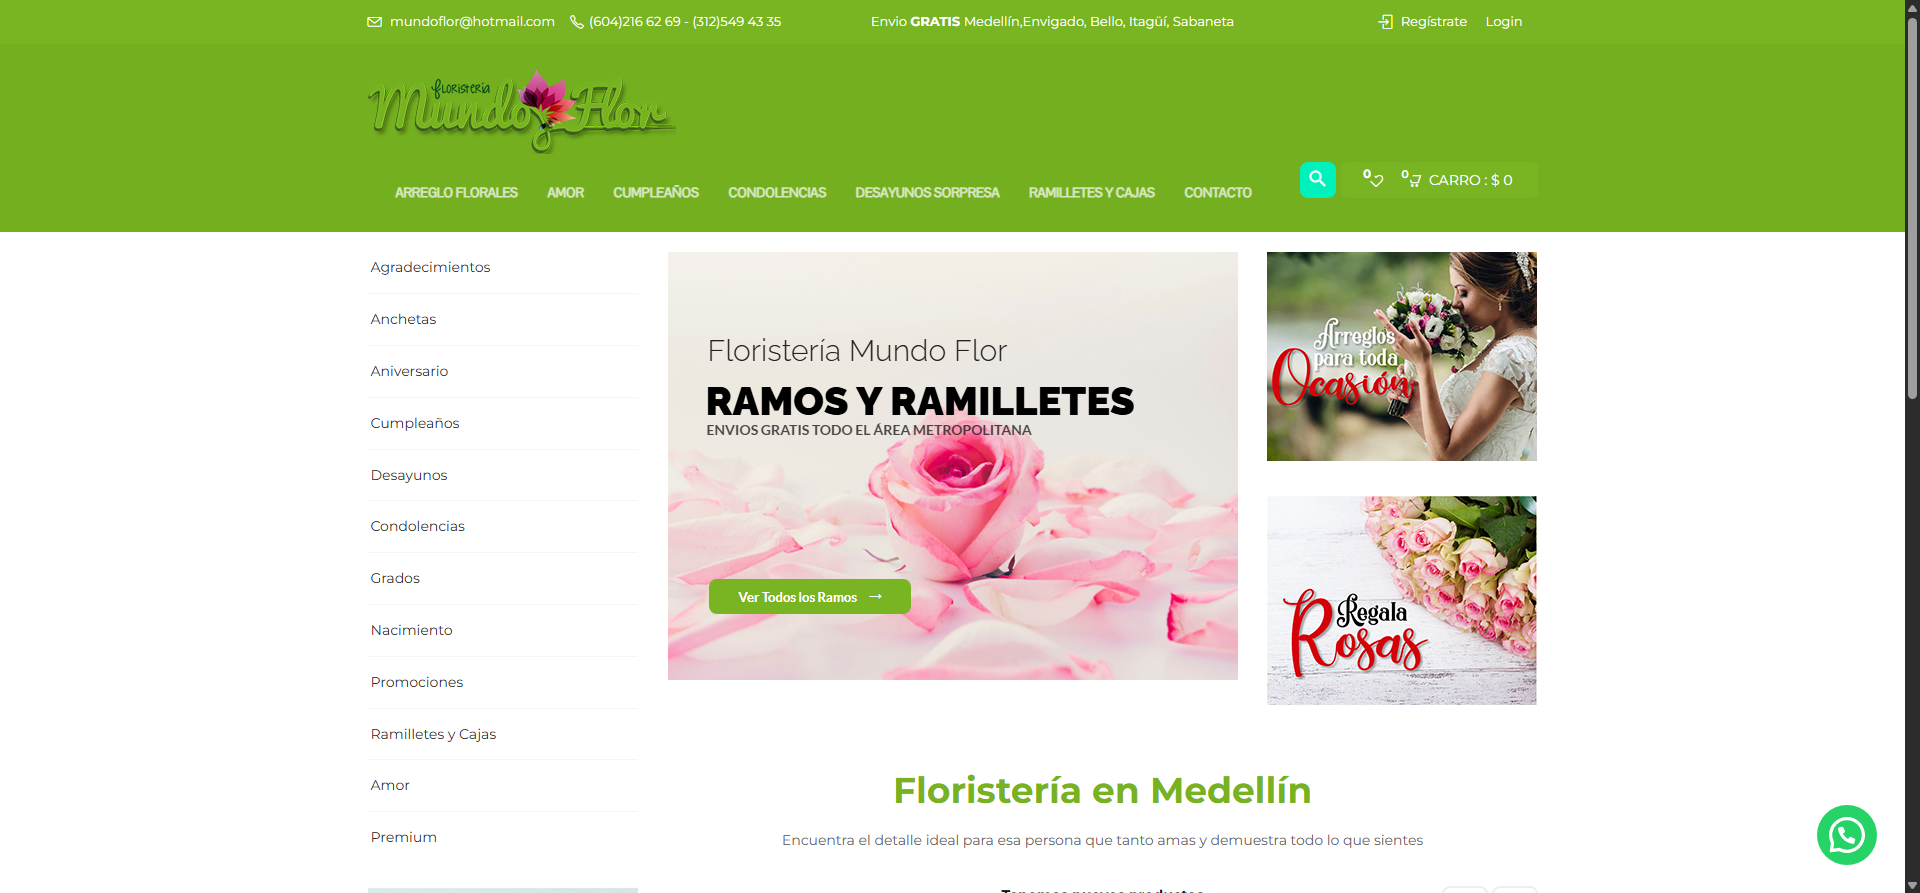 mundoflor@hotmail.com
(604)216 62 69 - (312)549 43 35
Envio GRATIS Medellín,Envigado, Bello, Itagüí, Sabaneta
Regístrate
Login
floristería
Mundo Flor
ARREGLO FLORALES
AMOR
CUMPLEAÑOS
CONDOLENCIAS
DESAYUNOS SORPRESA
RAMILLETES Y CAJAS
CONTACTO
0
0
CARRO : $ 0
Agradecimientos
Anchetas
Aniversario
Cumpleaños
Desayunos
Condolencias
Grados
Nacimiento
Promociones
Ramilletes y Cajas
Amor
Premium
Floristería Mundo Flor
RAMOS Y RAMILLETES
ENVIOS GRATIS TODO EL ÁREA METROPOLITANA
Ver Todos los Ramos →
Arreglos
para toda
Ocasión
Regala
Rosas
Floristería en Medellín
Encuentra el detalle ideal para esa persona que tanto amas y demuestra todo lo que sientes